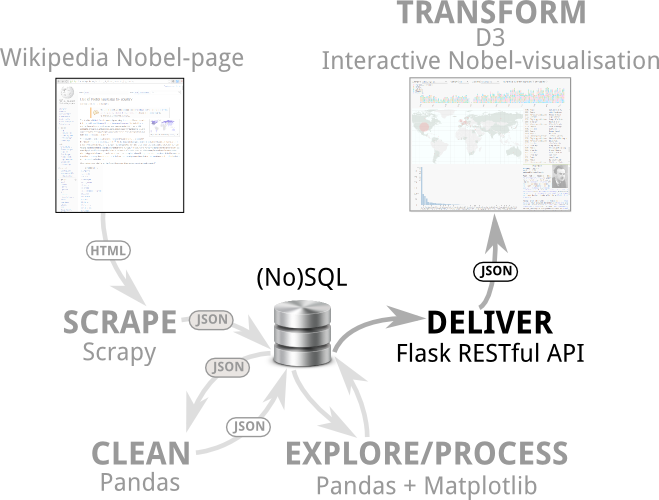 TRANSFORM
D3
Wikipedia Nobel-page
Interactive Nobel-visualisation
HTML
JSON
(No)SQL
SCRAPE
JSON
DELIVER
Scrapy
Flask RESTful API
JSON
JSON
CLEAN
EXPLORE/PROCESS
Pandas
Pandas + Matplotlib